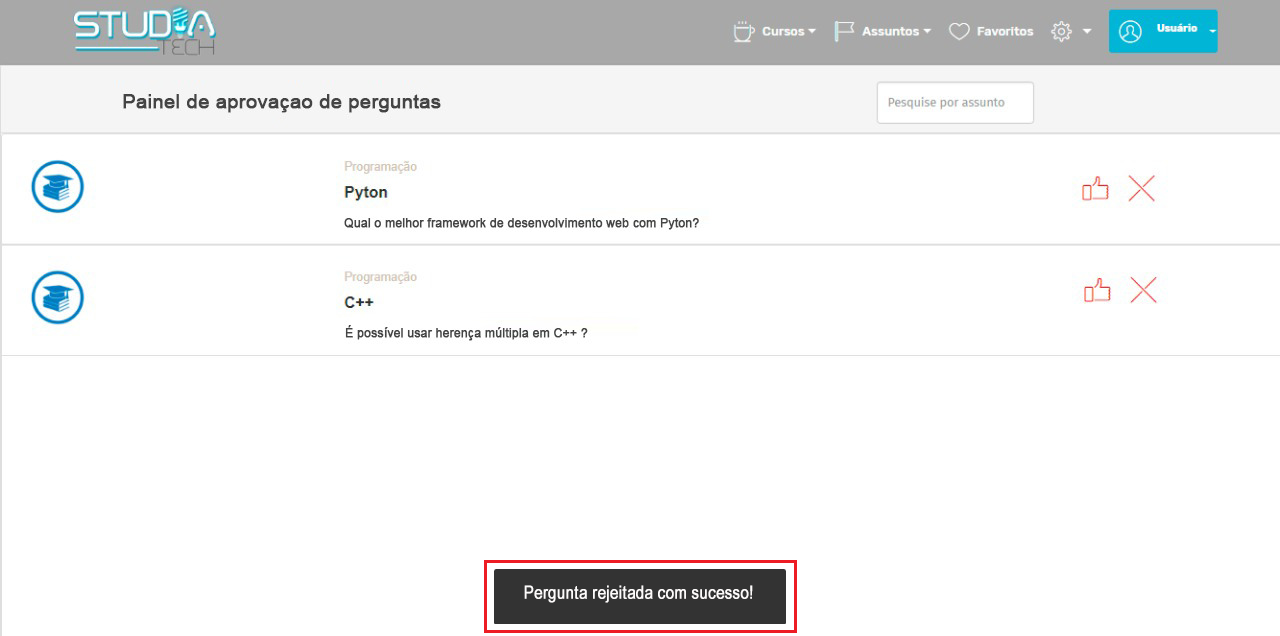 STUDIA
TECH
Cursos
Assuntos
Favoritos
Usuário
Painel de aprovaçao de perguntas
Pesquise por assunto
Programação
Pyton
Qual o melhor framework de desenvolvimento web com Pyton?
Programação
C++
É possível usar herença múltipla em C++ ?
Pergunta rejeitada com sucesso!